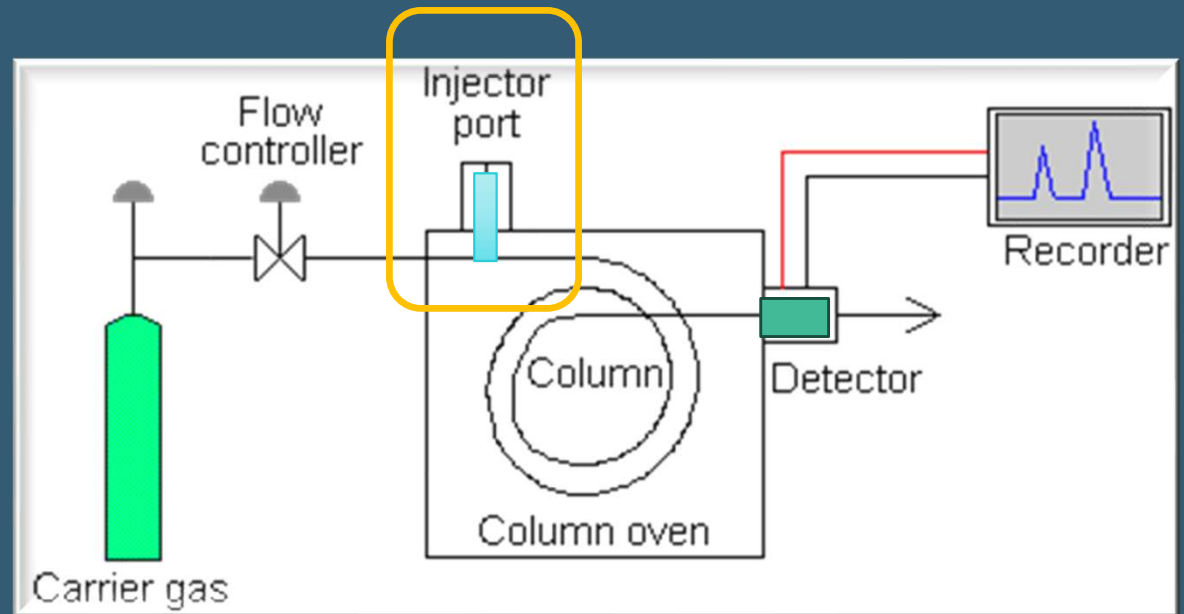 Injector
port
Flow
controller
Recorder
Column
Detector
Column oven
Carrier gas